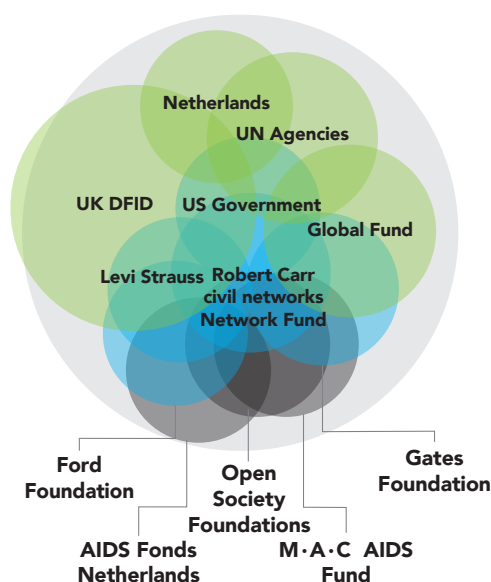 Netherlands
UN Agencies
UK DFID
US Government
Global Fund
Levi Strauss
Robert Carr
civil networks
Network Fund
Ford
Foundation
Open
Society
Foundations
Gates
Foundation
AIDS Fonds
Netherlands
M·A·C AIDS
Fund